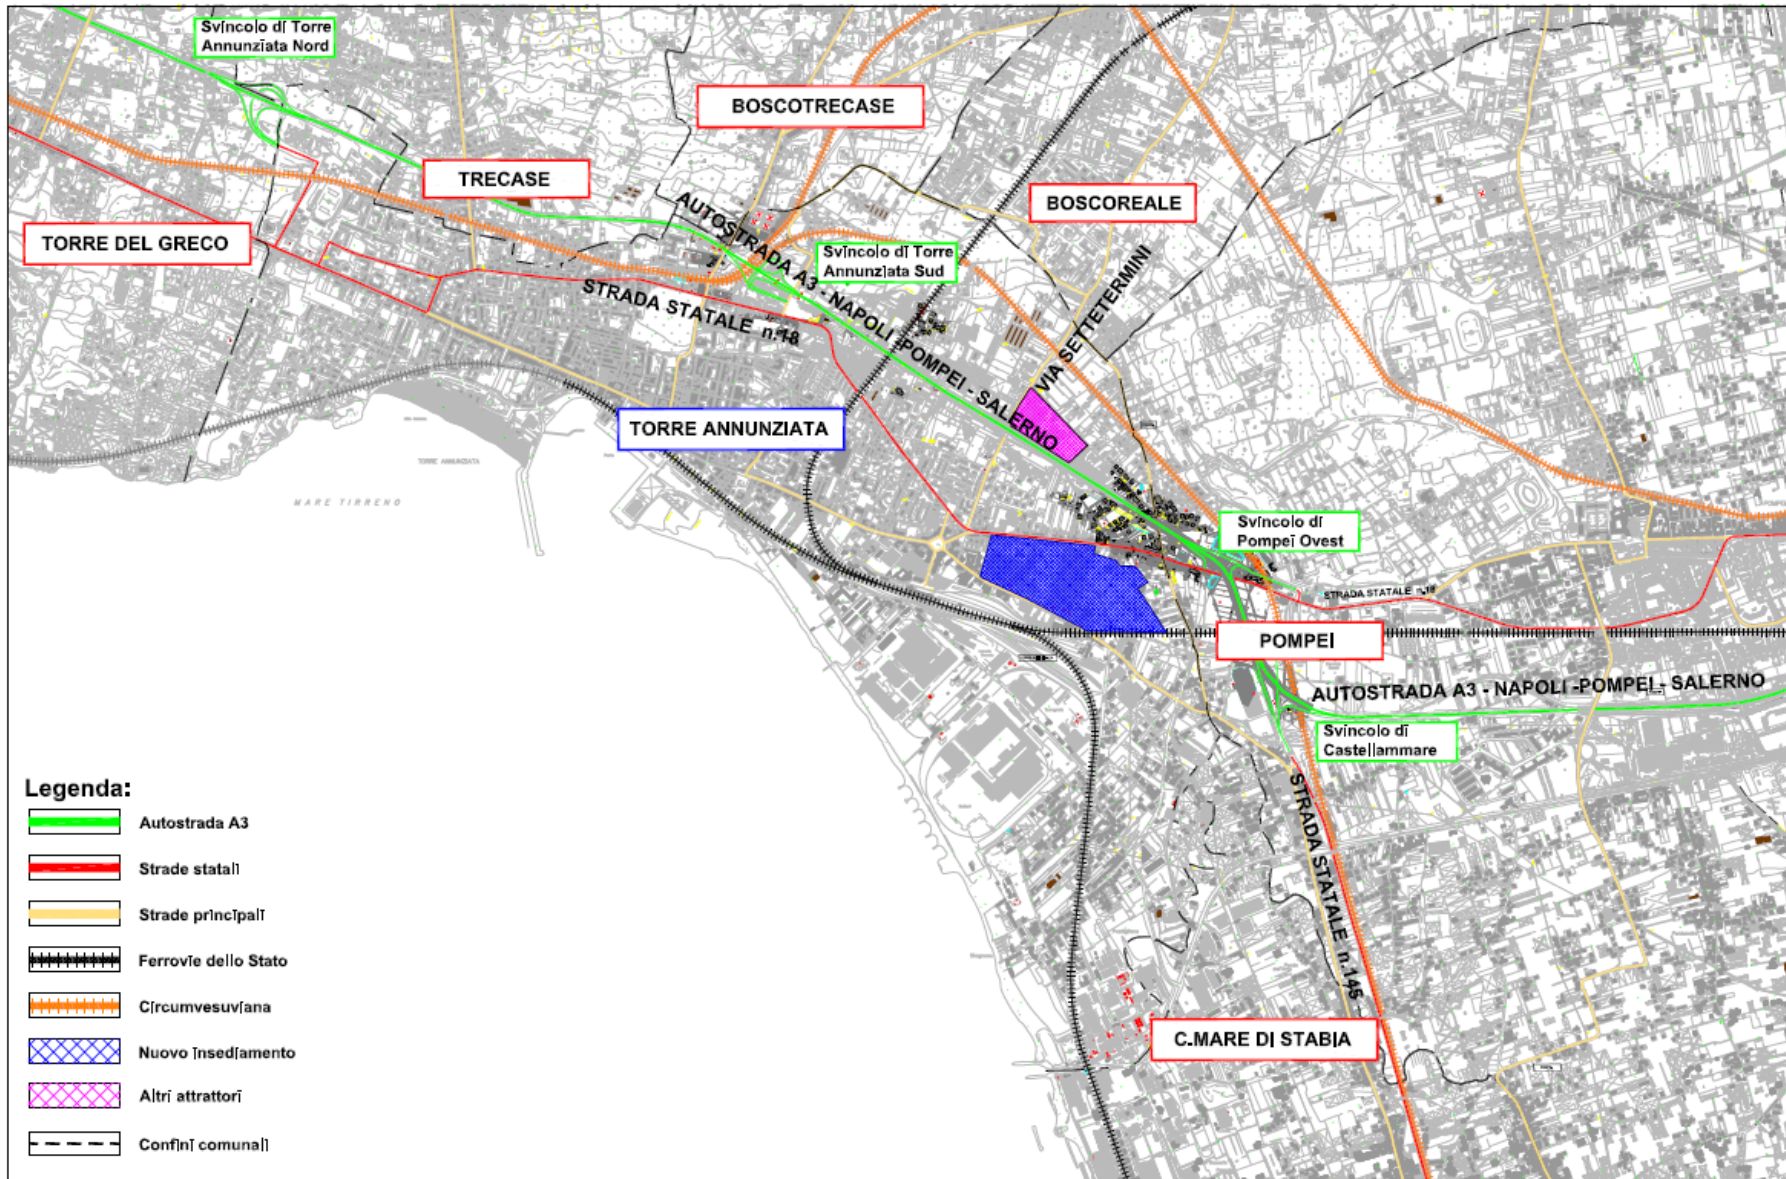 Svincolo di Torre
Annunziata Nord
BOSCOTRECASE
TRECASE
BOSCOREALE
TORRE DEL GRECO
AUTOSTRADA A3 - NAPOLI -POMPEI - SALERNO
Svincolo di Torre
Annunziata Sud
STRADA STATALE n.18
VIA SETTETERMINI
TORRE ANNUNZIATA
TORRE ANNUNZIATA
MARE TIRRENO
Svincolo di
Pompei Ovest
STRADA STATALE n.18
POMPEI
AUTOSTRADA A3 - NAPOLI -POMPEI - SALERNO
Svincolo di
Castellammare
STRADA STATALE n.145
C.MARE DI STABIA
Legenda:
Autostrada A3
Strade statali
Strade principali
Ferrovie dello Stato
Circumvesuviana
Nuovo insediamento
Altri attrattori
Confini comunali